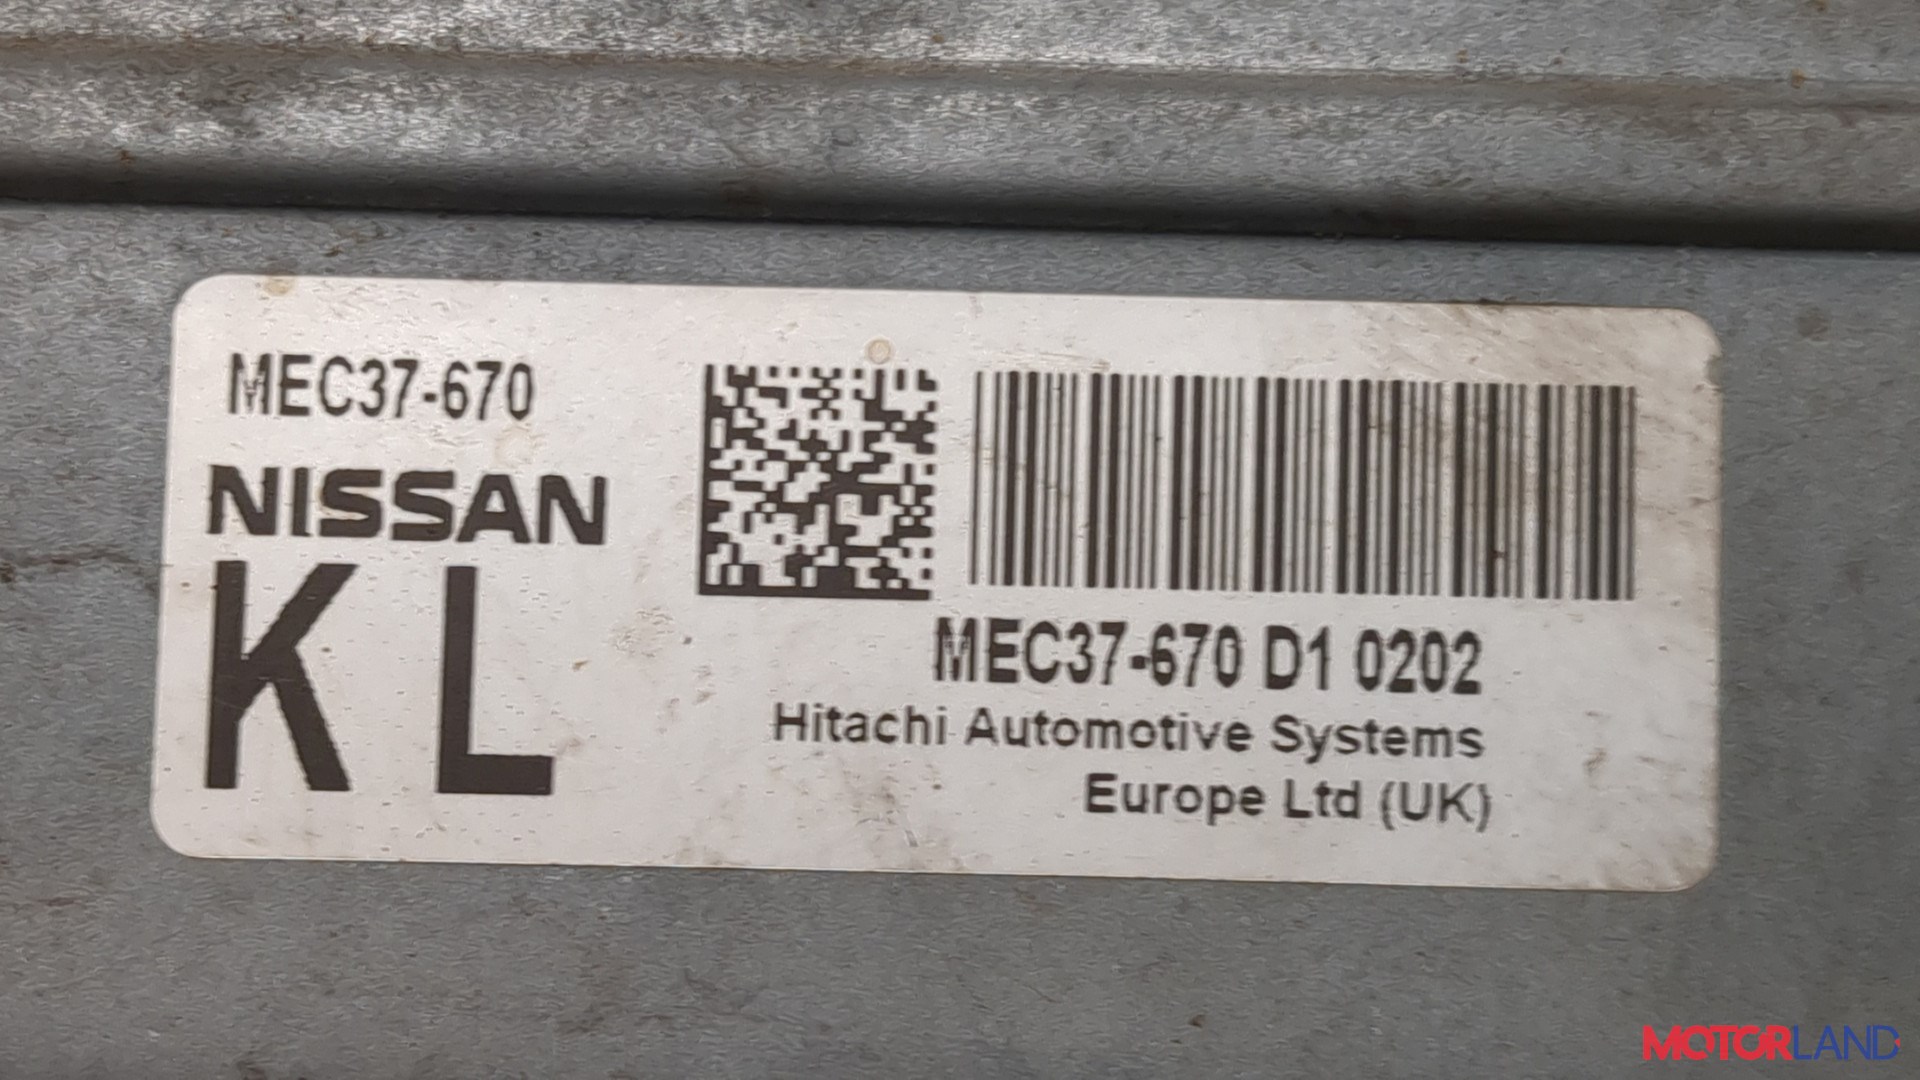 MEC37-670
NISSAN
KL
MEC37-670 D1 0202
Hitachi Automotive Systems
Europe Ltd (UK)
MOTORLAND